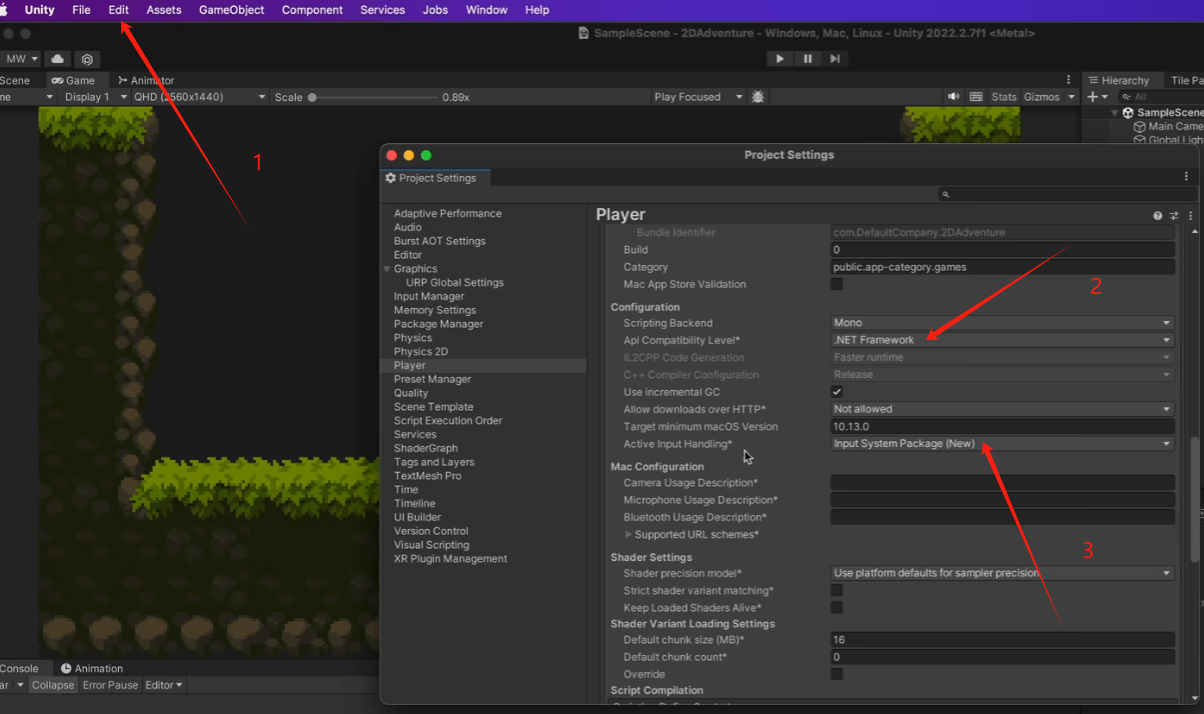 Unity File Edit Assets GameObject Component Services Jobs Window Help
SampleScene - 2DAdventure - Windows, Mac, Linux - Unity 2022.2.7f1 <Metal>
MW
Scene Game Animator
Hierarchy Tile Pa
me Display 1 QHD (2560x1440) Scale 0.89x Play Focused Stats Gizmos
All
SampleScene
Main Came
Global Ligh
1
Project Settings
Project Settings
Adaptive Performance
Audio
Burst AOT Settings
Editor
Graphics
URP Global Settings
Input Manager
Memory Settings
Package Manager
Physics
Physics 2D
Player
Preset Manager
Quality
Scene Template
Script Execution Order
Services
ShaderGraph
Tags and Layers
TextMesh Pro
Time
Timeline
UI Builder
Version Control
Visual Scripting
XR Plugin Management
Player
Bundle Identifier com.DefaultCompany.2DAdventure
Build 0
Category public.app-category.games
Mac App Store Validation
2
Configuration
Scripting Backend Mono
Api Compatibility Level* .NET Framework
IL2CPP Code Generation Faster runtime
C++ Compiler Configuration Release
Use incremental GC
Allow downloads over HTTP* Not allowed
Target minimum macOS Version 10.13.0
Active Input Handling* Input System Package (New)
Mac Configuration
Camera Usage Description*
Microphone Usage Description*
Bluetooth Usage Description*
Supported URL schemes*
3
Shader Settings
Shader precision model* Use platform defaults for sampler precision
Strict shader variant matching*
Keep Loaded Shaders Alive*
Shader Variant Loading Settings
Default chunk size (MB)* 16
Default chunk count* 0
Override
Script Compilation
Console Animation
ar Collapse Error Pause Editor